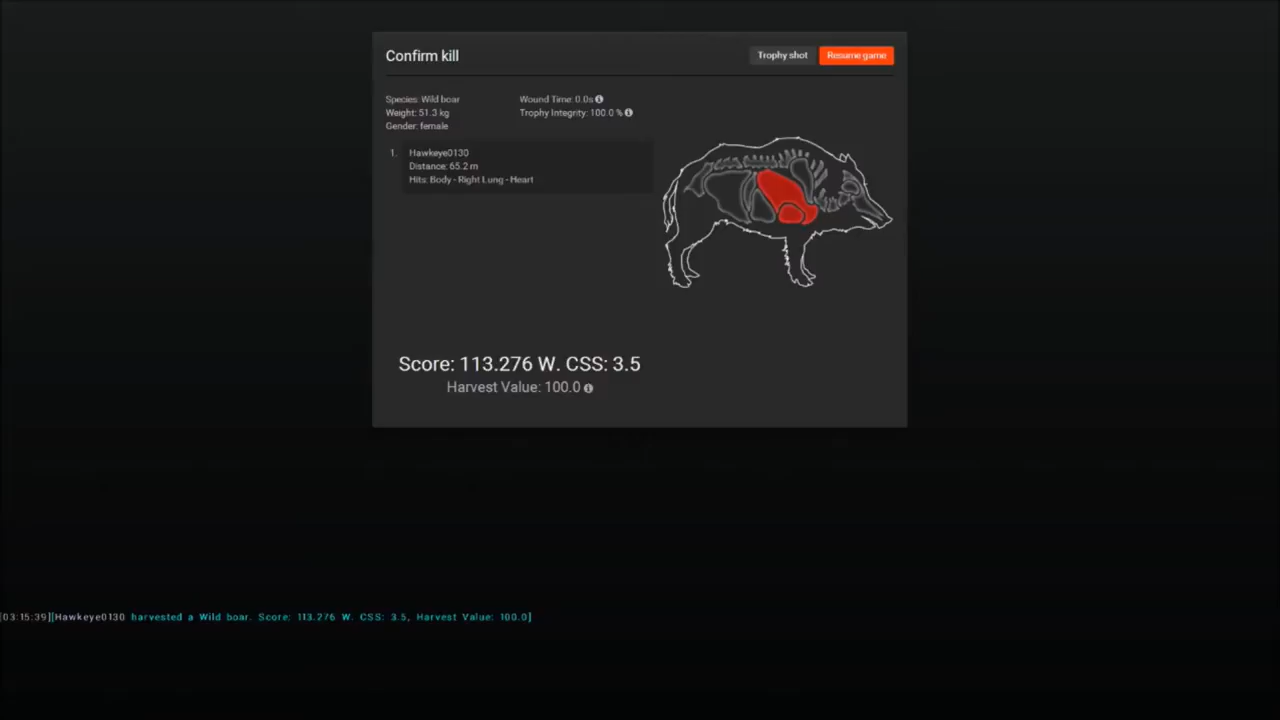 Confirm kill
Trophy shot
Resume game
Species: Wild boar
Weight: 51.3 kg
Gender: female
Wound Time: 0.0s
Trophy Integrity: 100.0 %
1. Hawkeye0130
Distance: 65.2 m
Hits: Body - Right Lung - Heart
Score: 113.276 W. CSS: 3.5
Harvest Value: 100.0
[03:15:39][Hawkeye0130 harvested a Wild boar. Score: 113.276 W. CSS: 3.5, Harvest Value: 100.0]